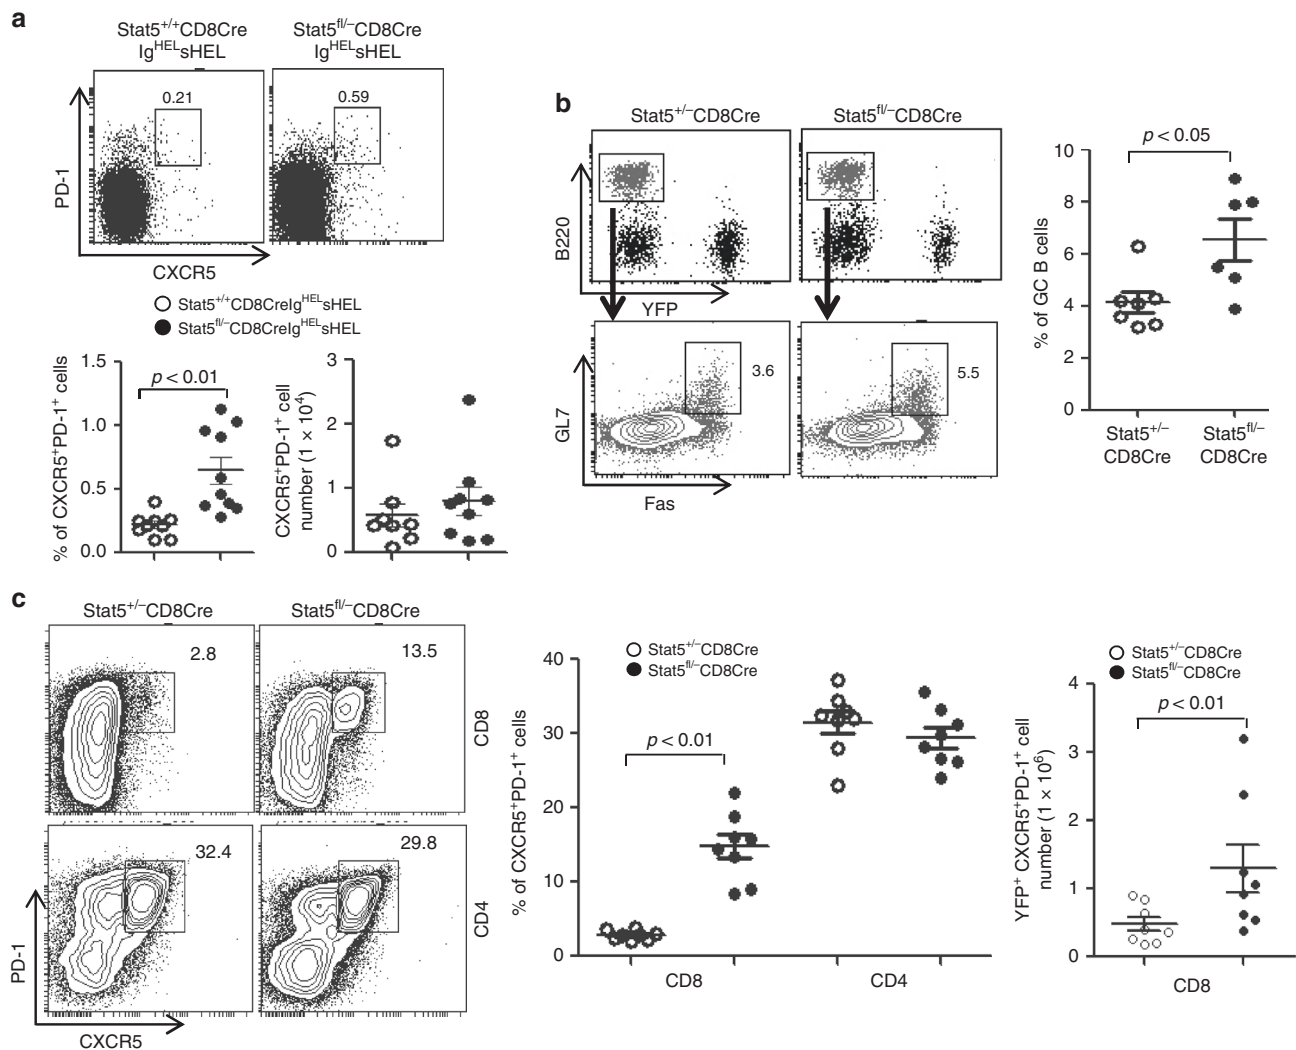 a
Stat5+/+CD8Cre
IgHELsHEL
Stat5fl/–CD8Cre
IgHELsHEL
0.21
0.59
PD-1
CXCR5
Stat5+/+CD8CreIgHELsHEL
Stat5fl/–CD8CreIgHELsHEL
% of CXCR5+PD-1+ cells
1.5
1.0
0.5
0.0
p < 0.01
CXCR5+PD-1+ cell
number (1 × 10⁴)
3
2
1
0
b
Stat5+/–CD8Cre
Stat5fl/–CD8Cre
B220
YFP
3.6
5.5
GL7
Fas
% of GC B cells
10
8
6
4
2
0
p < 0.05
Stat5+/–
CD8Cre
Stat5fl/–
CD8Cre
c
Stat5+/–CD8Cre
Stat5fl/–CD8Cre
2.8
13.5
CD8
32.4
29.8
CD4
PD-1
CXCR5
Stat5+/–CD8Cre
Stat5fl/–CD8Cre
% of CXCR5+PD-1+ cells
40
30
20
10
0
p < 0.01
CD8
CD4
Stat5+/–CD8Cre
Stat5fl/–CD8Cre
YFP+ CXCR5+PD-1+ cell
number (1 × 10⁶)
4
3
2
1
0
p < 0.01
CD8